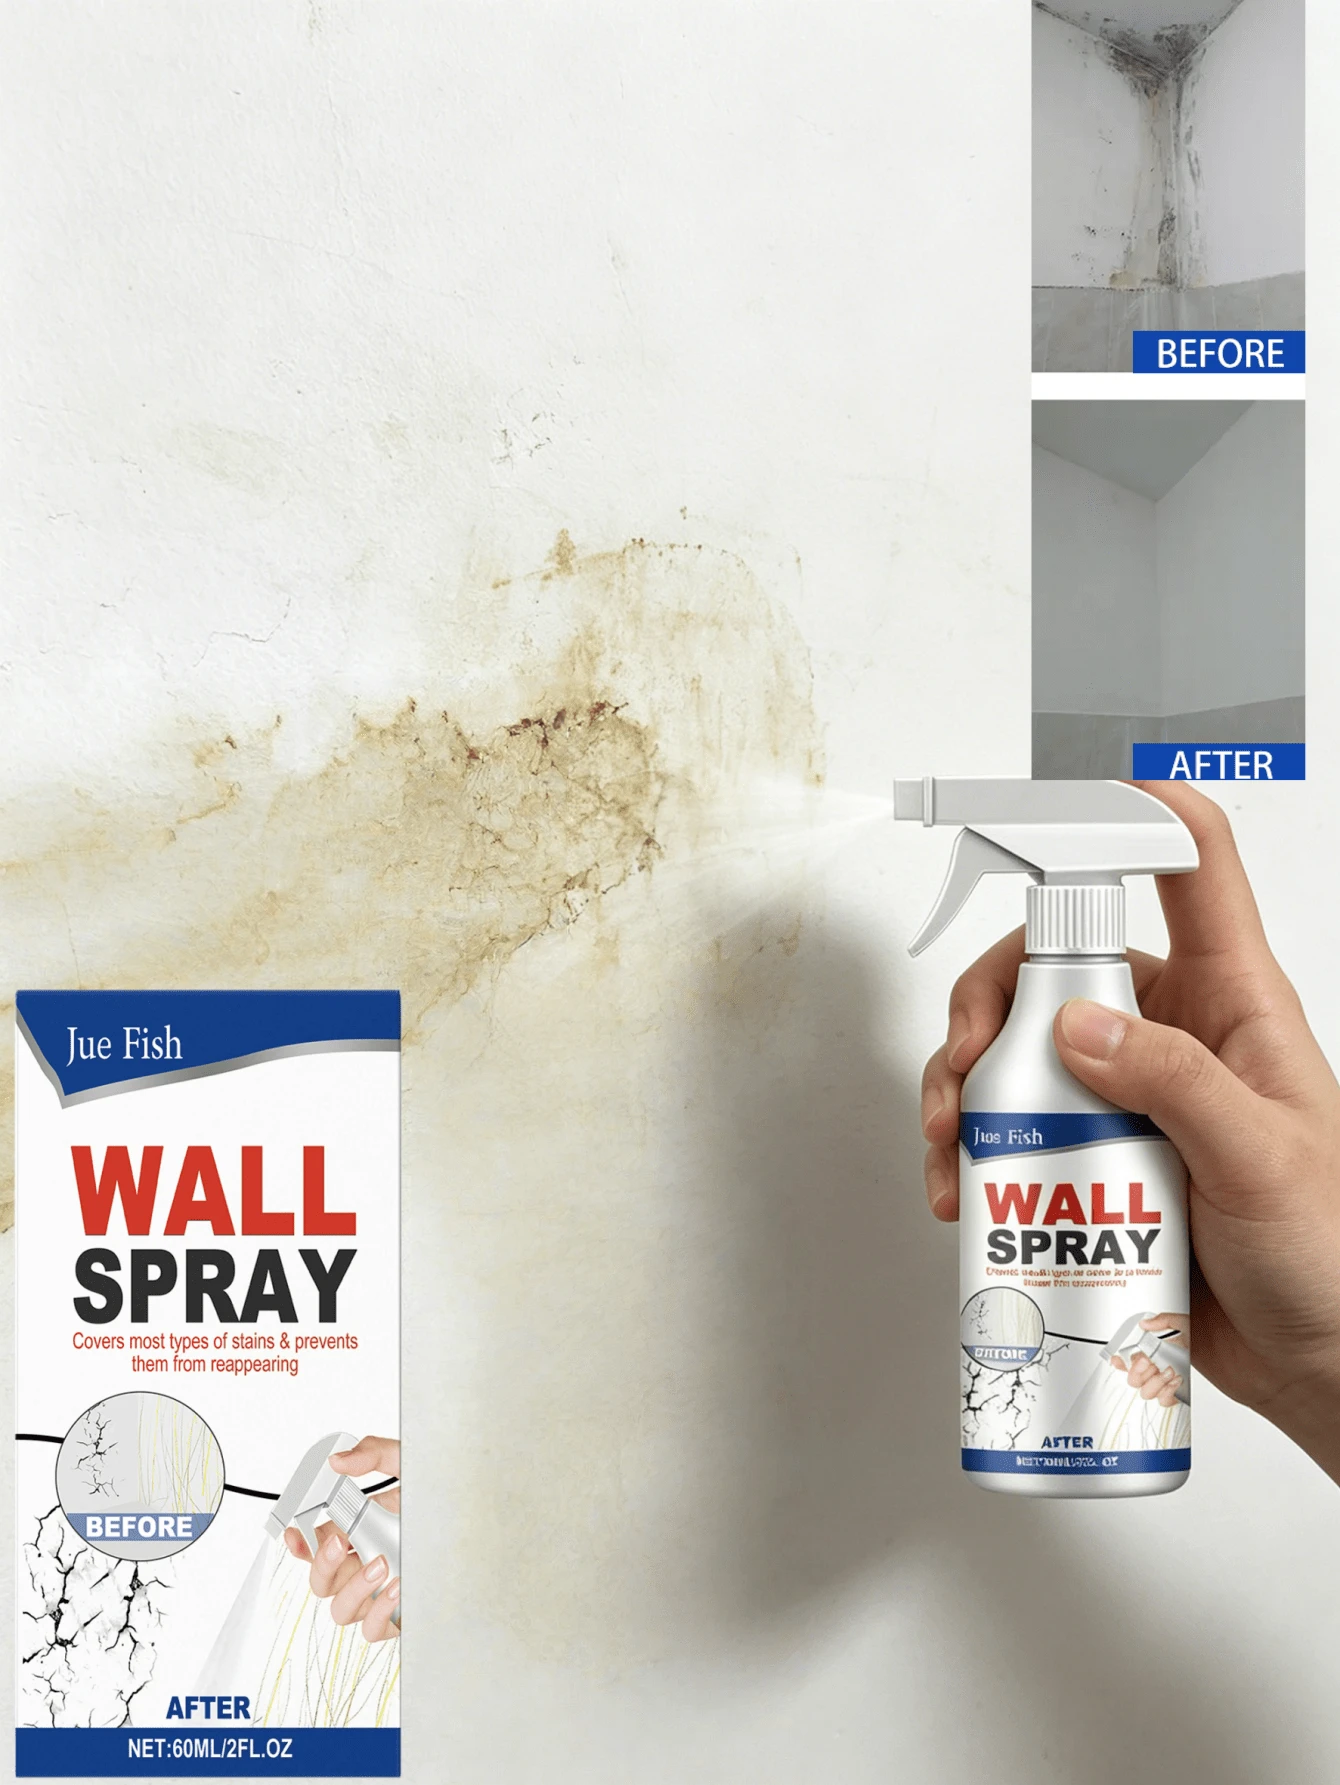 BEFORE
AFTER
Jue Fish
WALL
SPRAY
Covers most types of stains & prevents
them from reappearing
BEFORE
AFTER
NET:60ML/2FL.OZ
Fish
WALL
SPRAY
AFTER